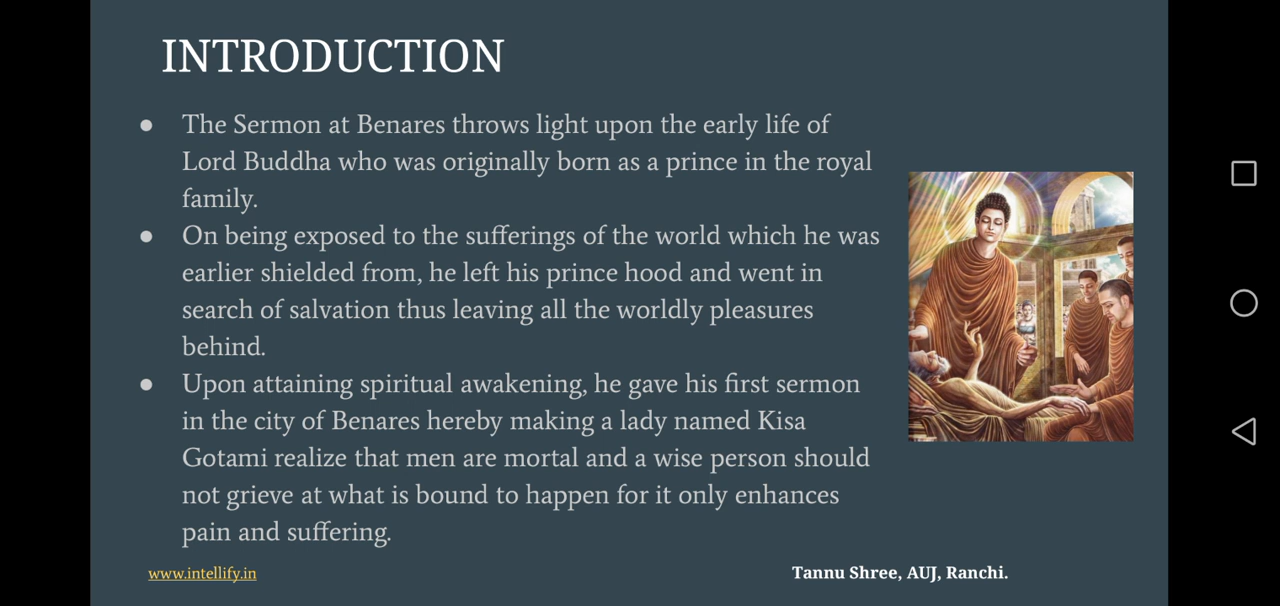 INTRODUCTION
● The Sermon at Benares throws light upon the early life of
Lord Buddha who was originally born as a prince in the royal
family.
● On being exposed to the sufferings of the world which he was
earlier shielded from, he left his prince hood and went in
search of salvation thus leaving all the worldly pleasures
behind.
● Upon attaining spiritual awakening, he gave his first sermon
in the city of Benares hereby making a lady named Kisa
Gotami realize that men are mortal and a wise person should
not grieve at what is bound to happen for it only enhances
pain and suffering.
www.intellify.in
Tannu Shree, AUJ, Ranchi.